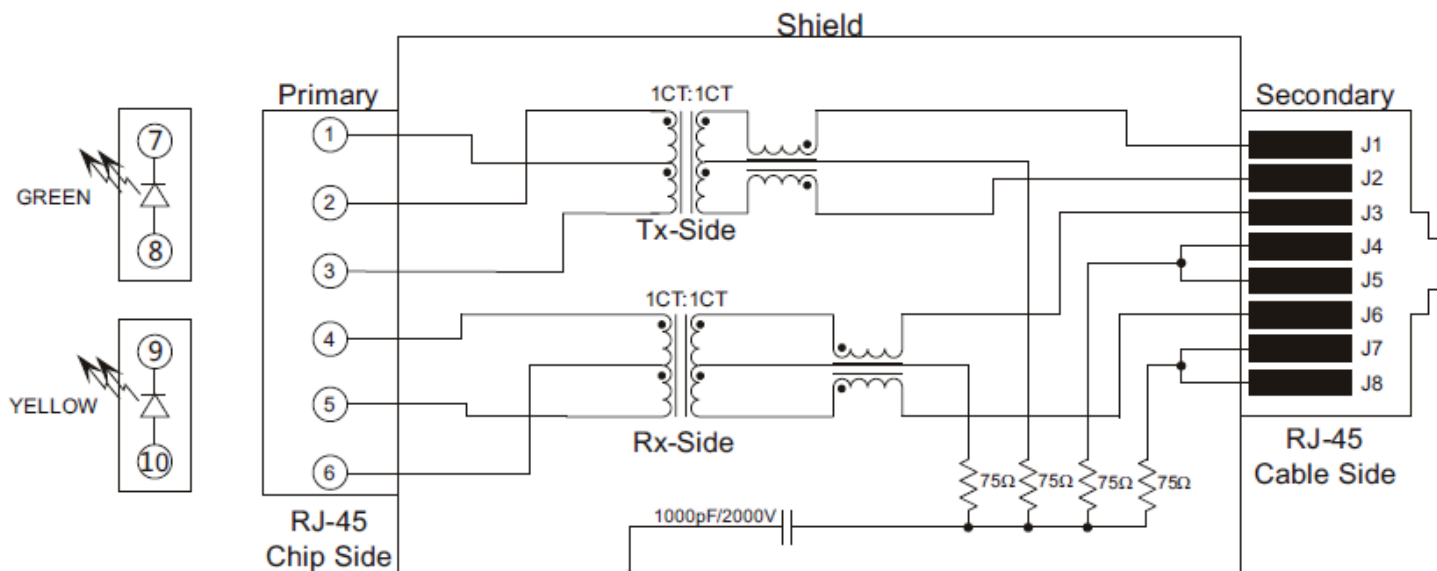 Shield
Primary
1CT:1CT
Secondary
7
GREEN
8
1
2
3
4
5
6
Tx-Side
J1
J2
J3
J4
J5
J6
J7
J8
1CT:1CT
9
YELLOW
10
Rx-Side
75Ω
75Ω
75Ω
75Ω
1000pF/2000V
RJ-45
Chip Side
RJ-45
Cable Side